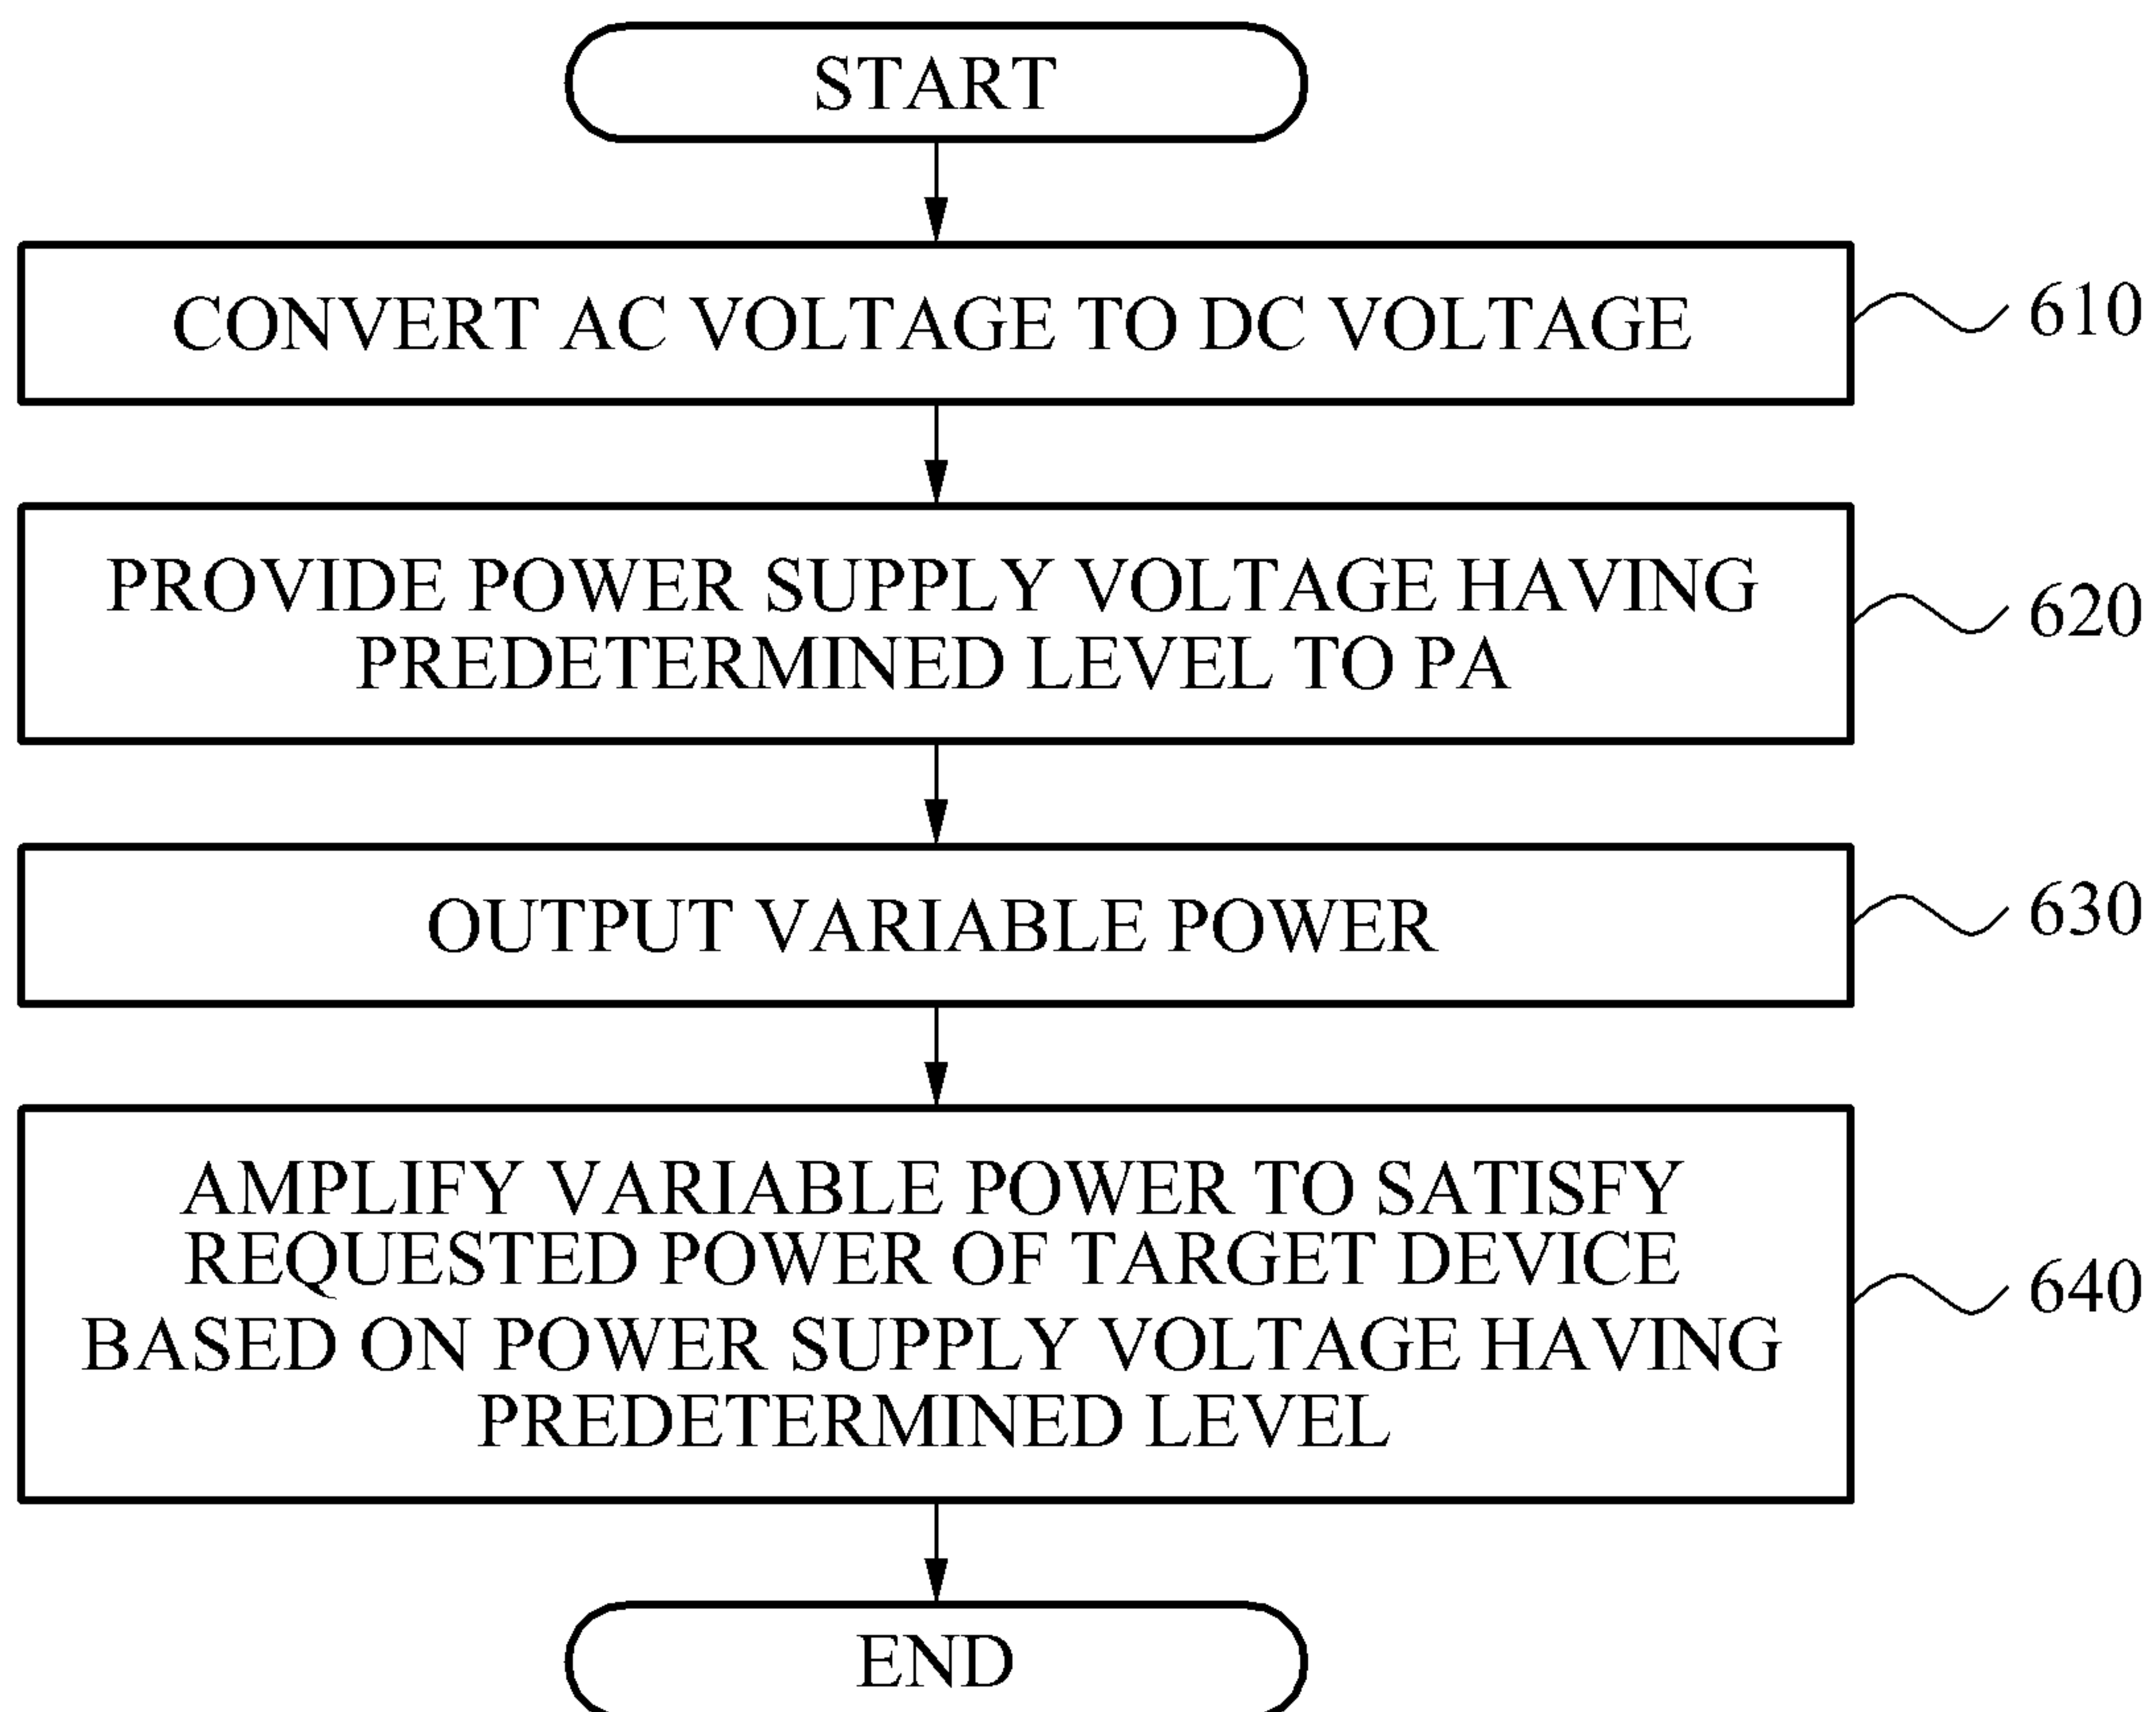 START
CONVERT AC VOLTAGE TO DC VOLTAGE
610
PROVIDE POWER SUPPLY VOLTAGE HAVING
PREDETERMINED LEVEL TO PA
620
OUTPUT VARIABLE POWER
630
AMPLIFY VARIABLE POWER TO SATISFY
REQUESTED POWER OF TARGET DEVICE
BASED ON POWER SUPPLY VOLTAGE HAVING
PREDETERMINED LEVEL
640
END